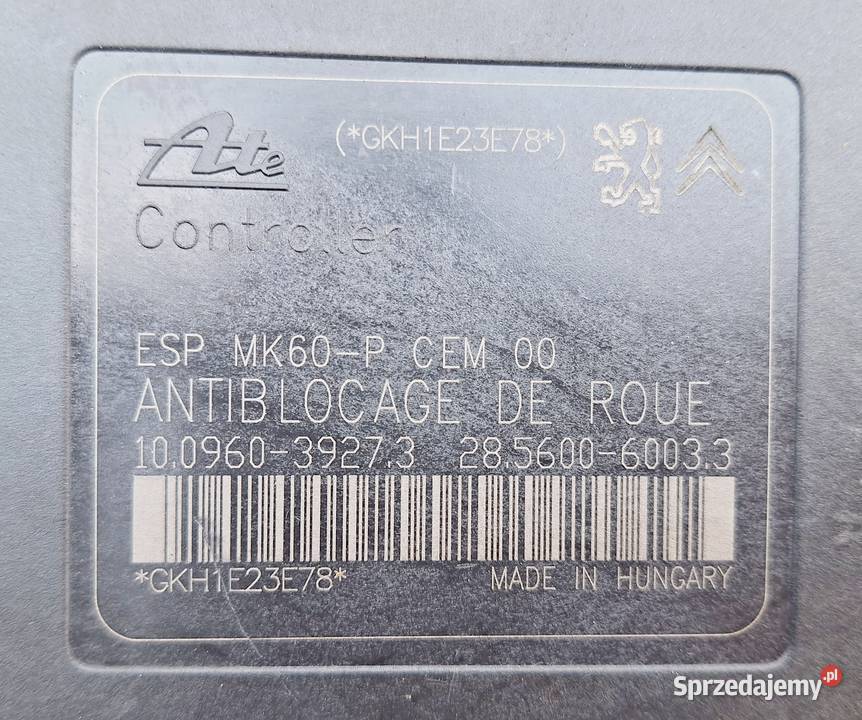 Ate (*GKH1E23E78*)
Controller
ESP MK60-P CEM 00
ANTIBLOCAGE DE ROUE
10.0960-3927.3 28.5600-6003.3
*GKH1E23E78* MADE IN HUNGARY
Sprzedajemy.pl